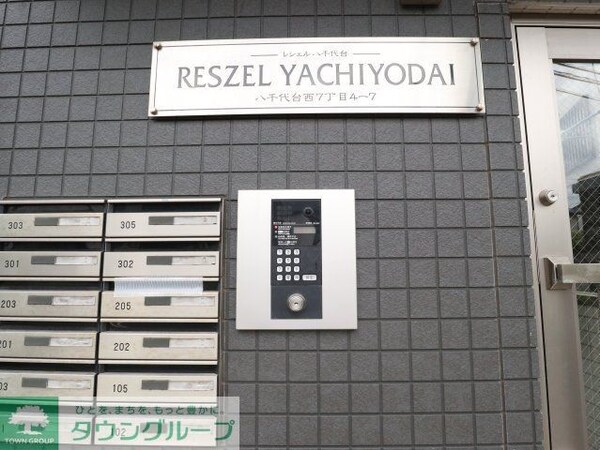 レシェル八千代台
RESZEL YACHIYODAI
八千代台西7丁目4〜7
303
305
301
302
203
205
201
202
03
105
02
ひとを、まちを、もっと豊かに。
TOWN GROUP
タウングループ